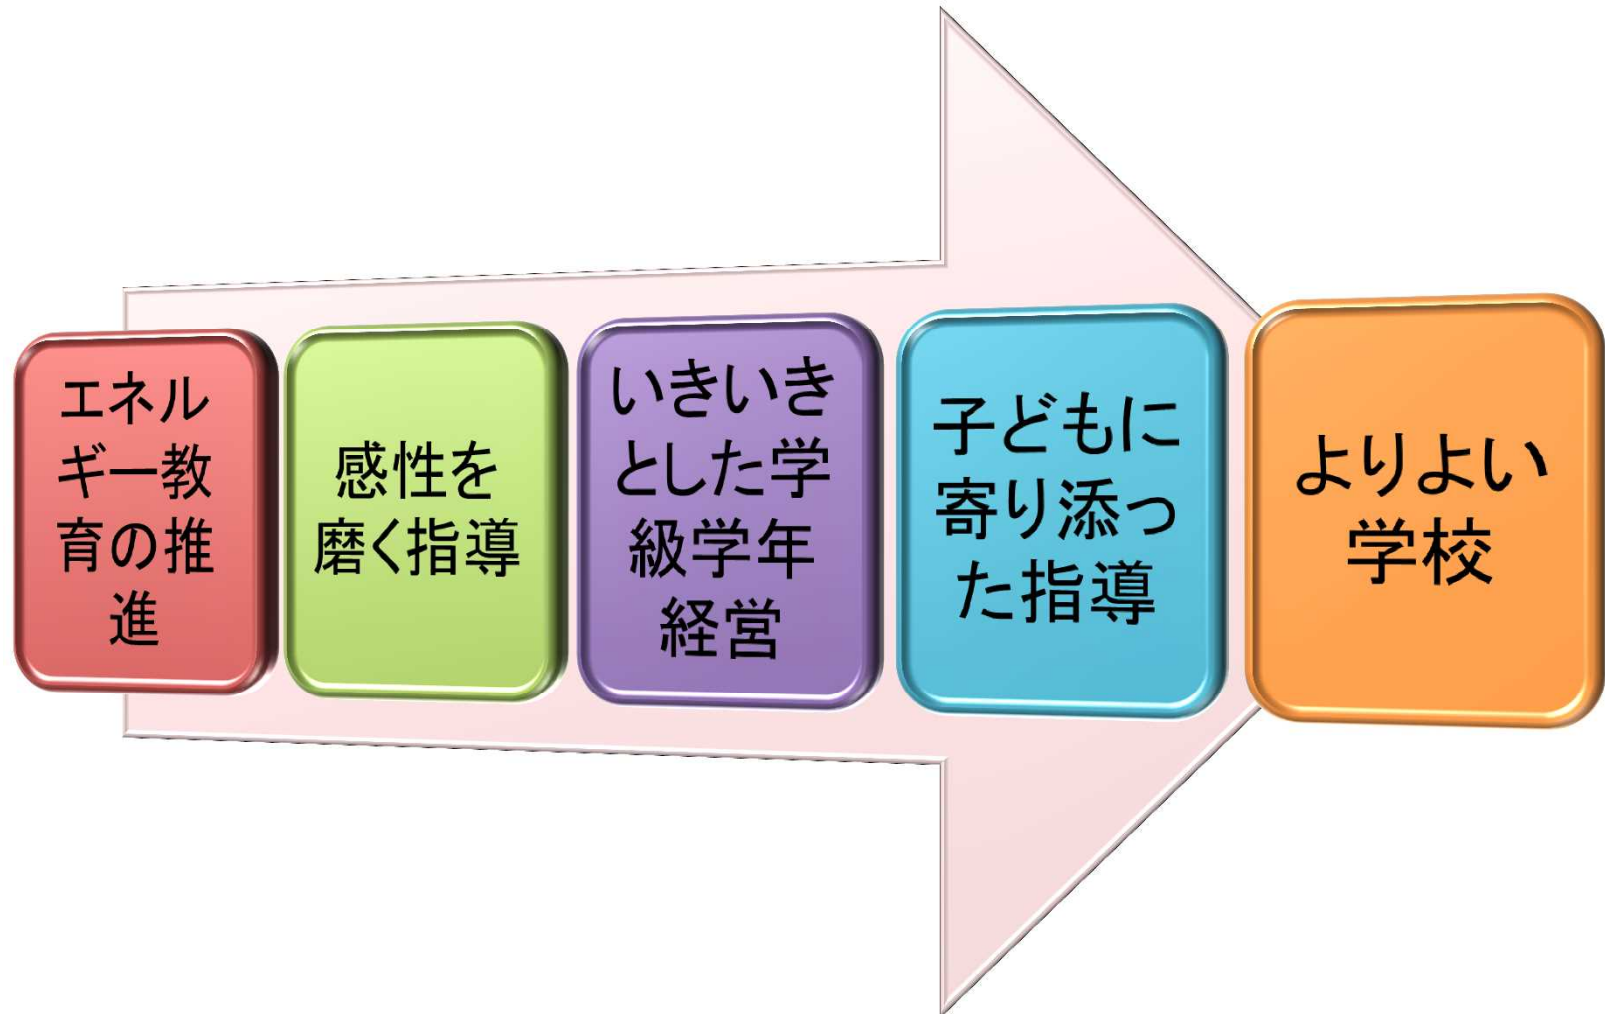 エネル
ギー教
育の推
進
感性を
磨く指導
いきいき
とした学
級学年
経営
子どもに
寄り添っ
た指導
よりよい
学校